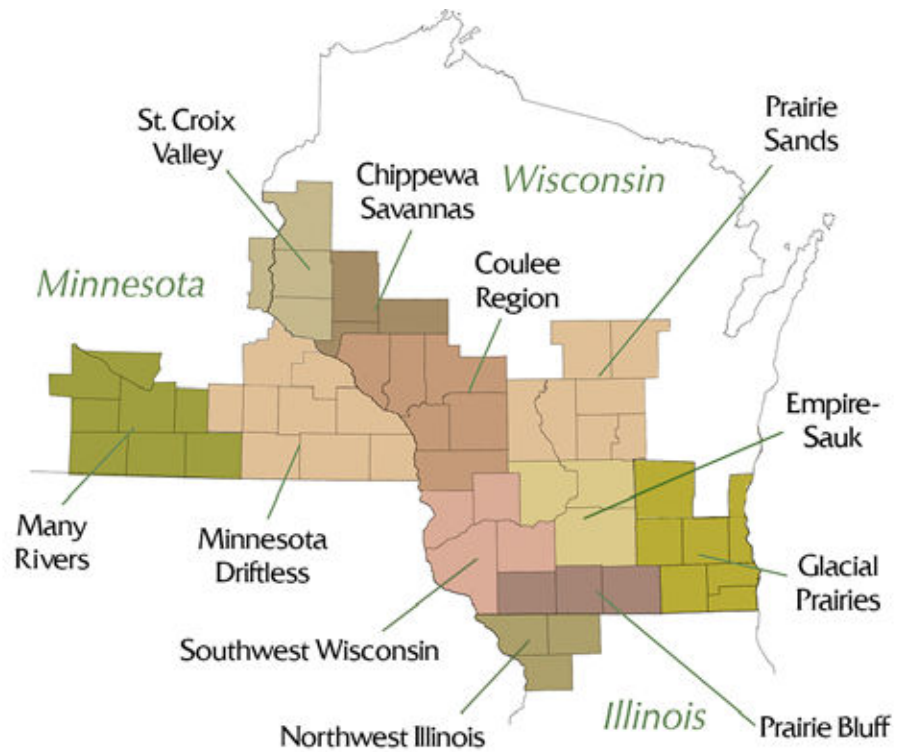 Prairie
Sands
St. Croix
Valley
Chippewa
Savannas
Wisconsin
Coulee
Region
Minnesota
Empire-
Sauk
Many
Rivers
Minnesota
Driftless
Glacial
Prairies
Southwest Wisconsin
Northwest Illinois
Illinois
Prairie Bluff